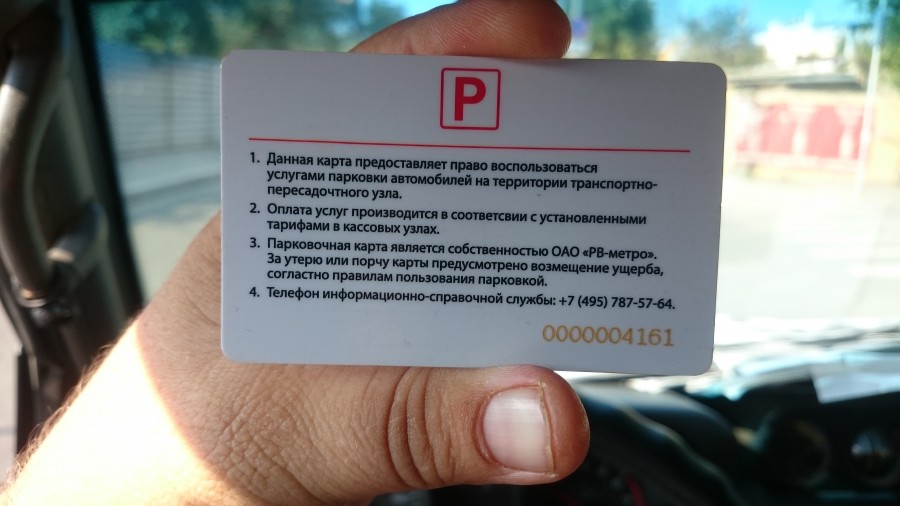 P
1. Данная карта предоставляет право воспользоваться
услугами парковки автомобилей на территории транспортно-
пересадочного узла.
2. Оплата услуг производится в соответсвии с установленными
тарифами в кассовых узлах.
3. Парковочная карта является собственностью ОАО «РВ-метро».
За утерю или порчу карты предусмотрено возмещение ущерба,
согластно правилам пользования парковкой.
4. Телефон информационно-справочной службы: +7 (495) 787-57-64.
0000004161